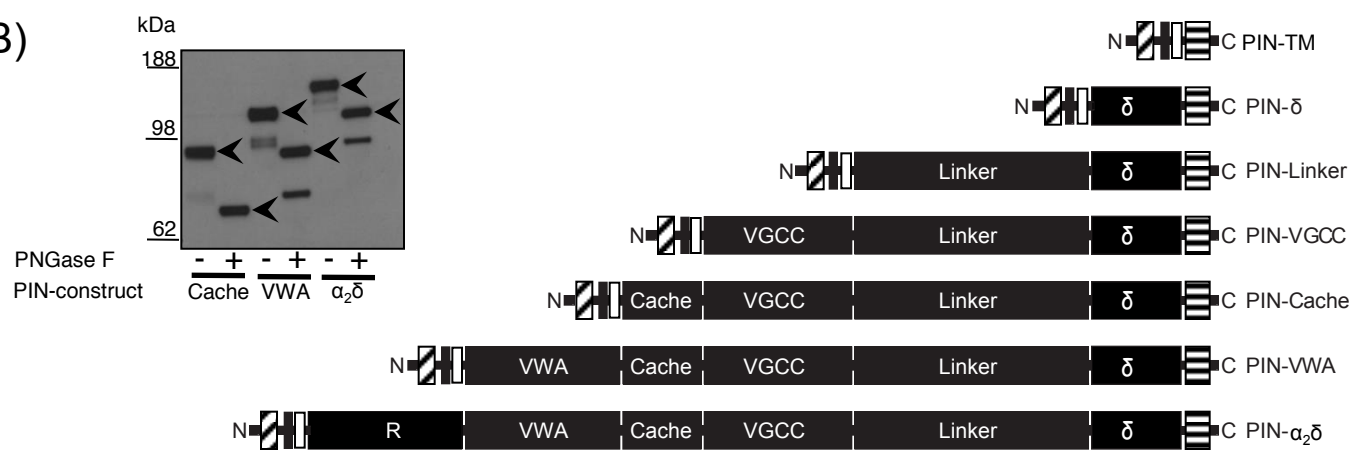 B)
kDa
188
98
62
PNGase F - + - + - +
PIN-construct Cache VWA α₂δ
N C PIN-TM
N δ C PIN-δ
N Linker δ C PIN-Linker
N VGCC Linker δ C PIN-VGCC
N Cache VGCC Linker δ C PIN-Cache
N VWA Cache VGCC Linker δ C PIN-VWA
N R VWA Cache VGCC Linker δ C PIN-α₂δ